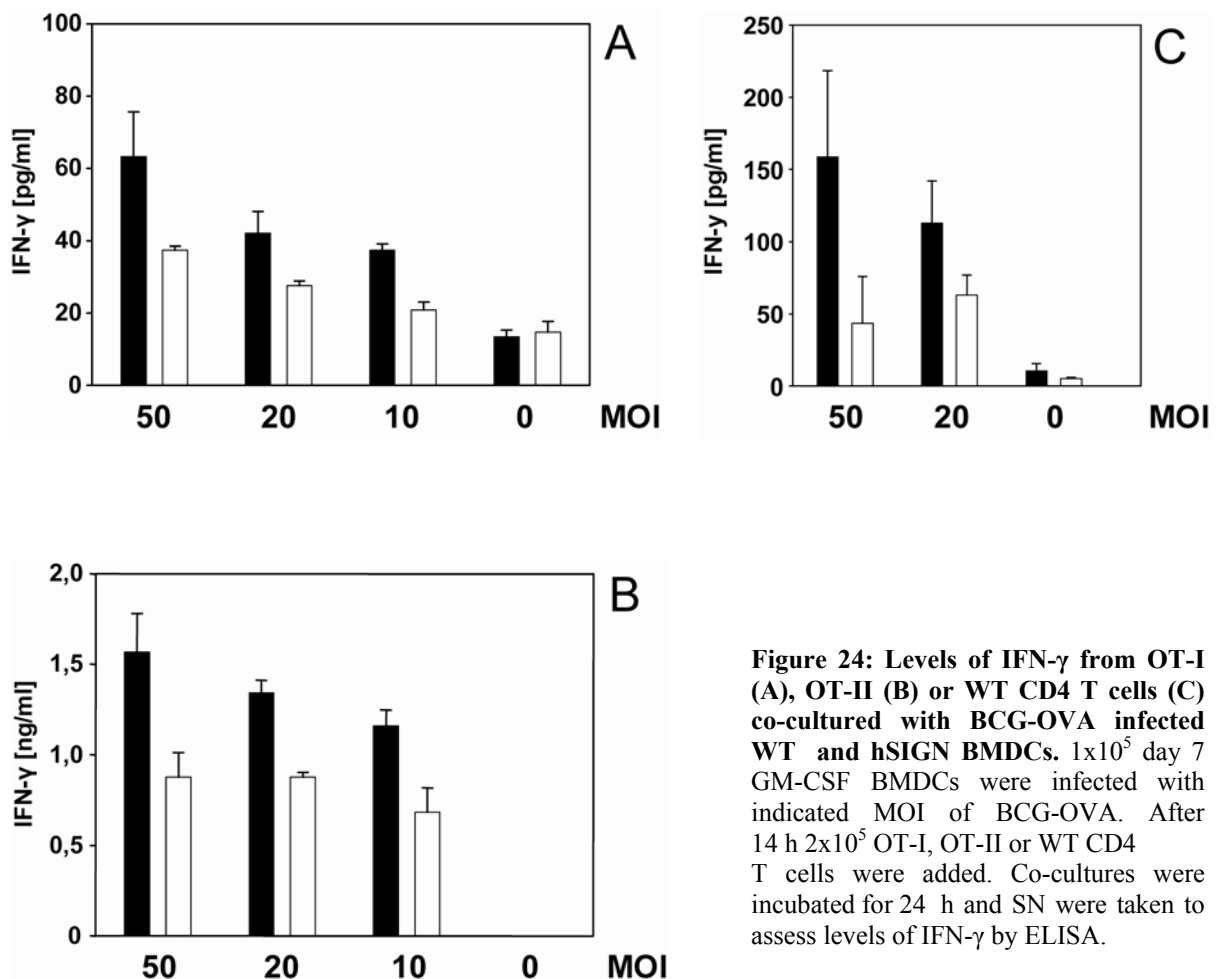 A
100
80
60
40
20
0
IFN-γ [pg/ml]
50 20 10 0 MOI
C
250
200
150
100
50
0
IFN-γ [pg/ml]
50 20 0 MOI
B
2,0
1,5
1,0
0,5
0
IFN-γ [ng/ml]
50 20 10 0 MOI
Figure 24: Levels of IFN-γ from OT-I
(A), OT-II (B) or WT CD4 T cells (C)
co-cultured with BCG-OVA infected
WT and hSIGN BMDCs. 1x10⁵ day 7
GM-CSF BMDCs were infected with
indicated MOI of BCG-OVA. After
14 h 2x10⁵ OT-I, OT-II or WT CD4
T cells were added. Co-cultures were
incubated for 24 h and SN were taken to
assess levels of IFN-γ by ELISA.